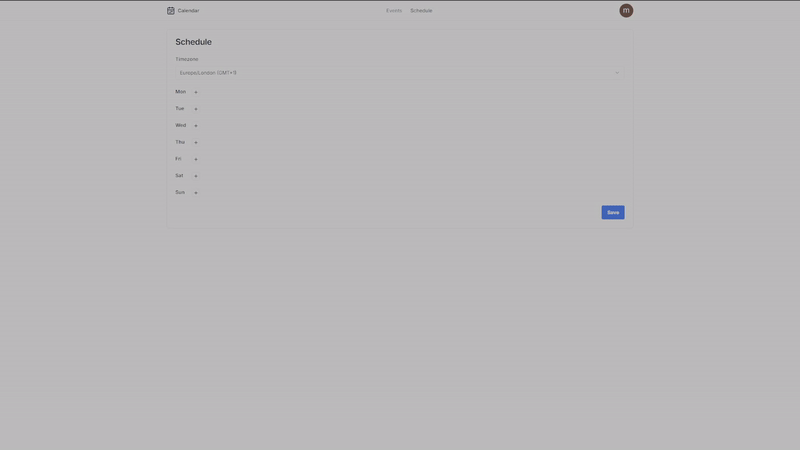 Calendar
Events Schedule
m
Schedule
Timezone
Europe/London (GMT+1)
Mon +
Tue +
Wed +
Thu +
Fri +
Sat +
Sun +
Save